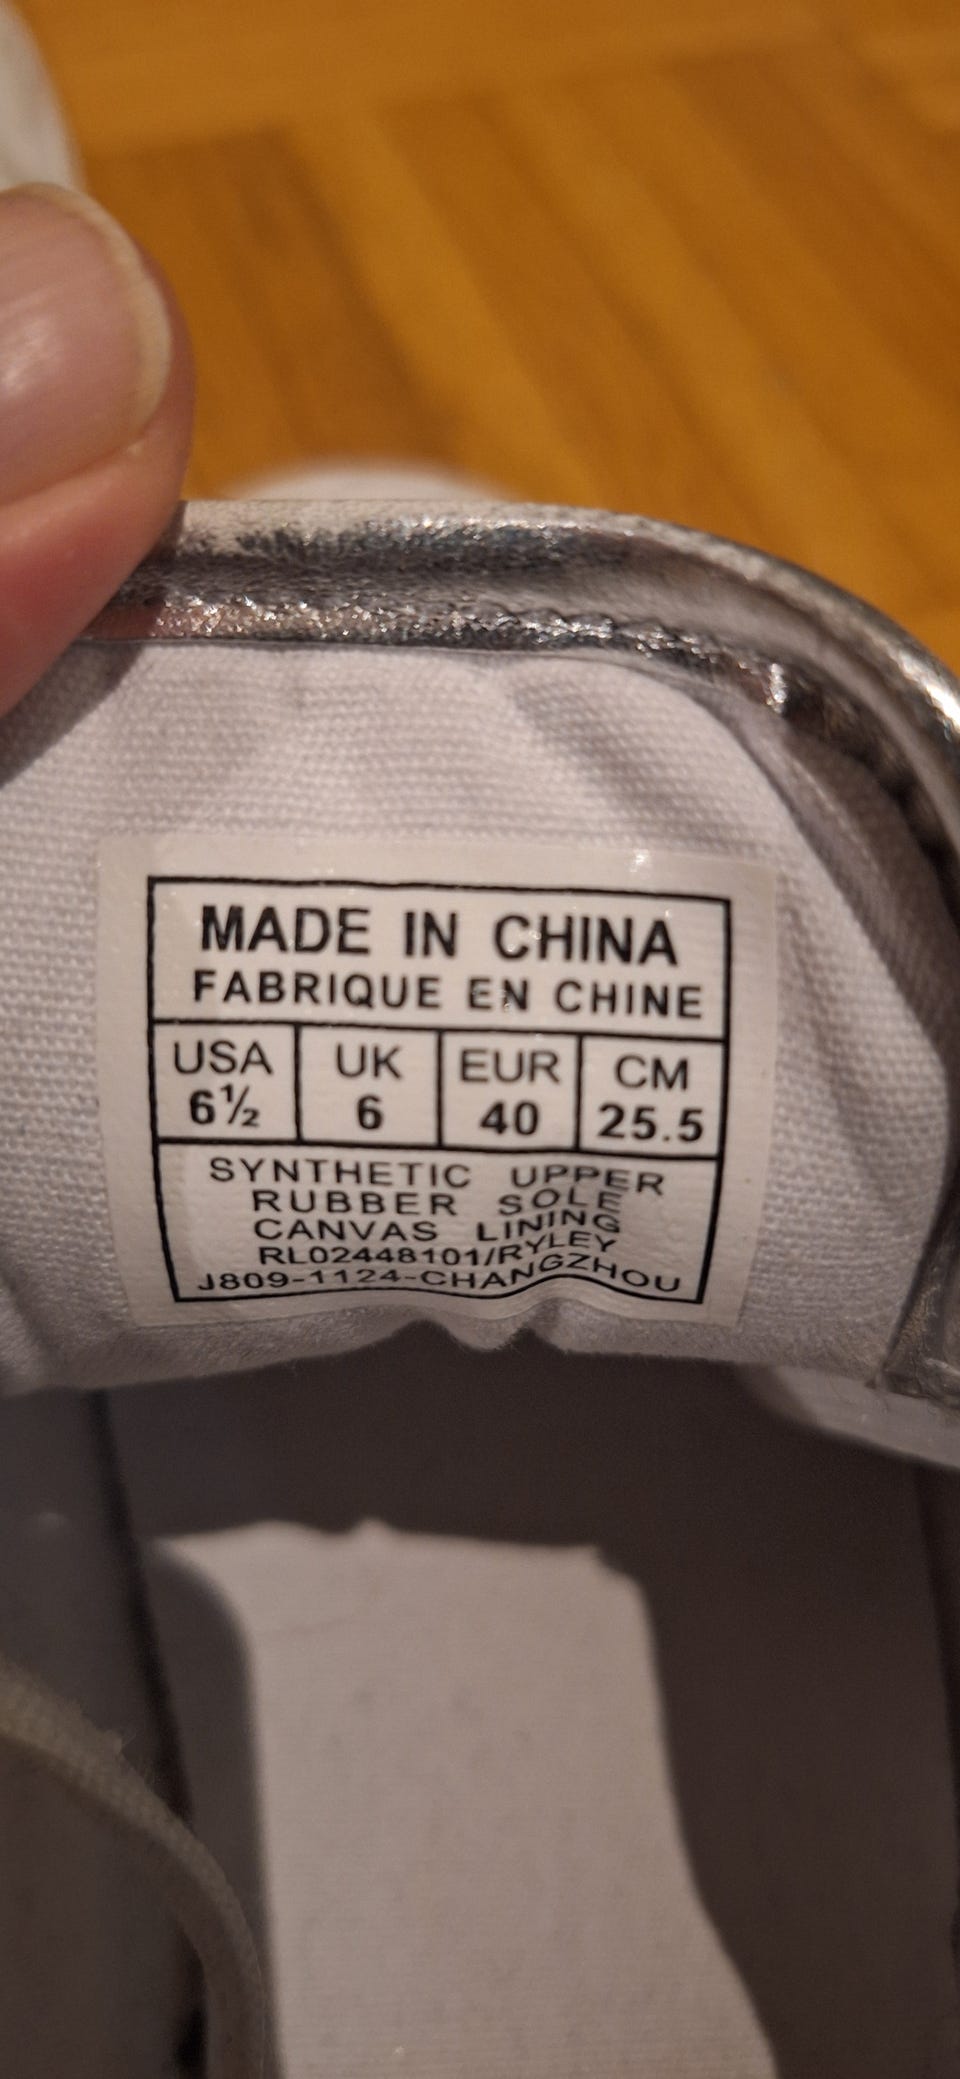 MADE IN CHINA
FABRIQUE EN CHINE
USA UK EUR CM
6½ 6 40 25.5
SYNTHETIC UPPER
RUBBER SOLE
CANVAS LINING
RL02448101/RYLEY
J809-1124-CHANGZHOU